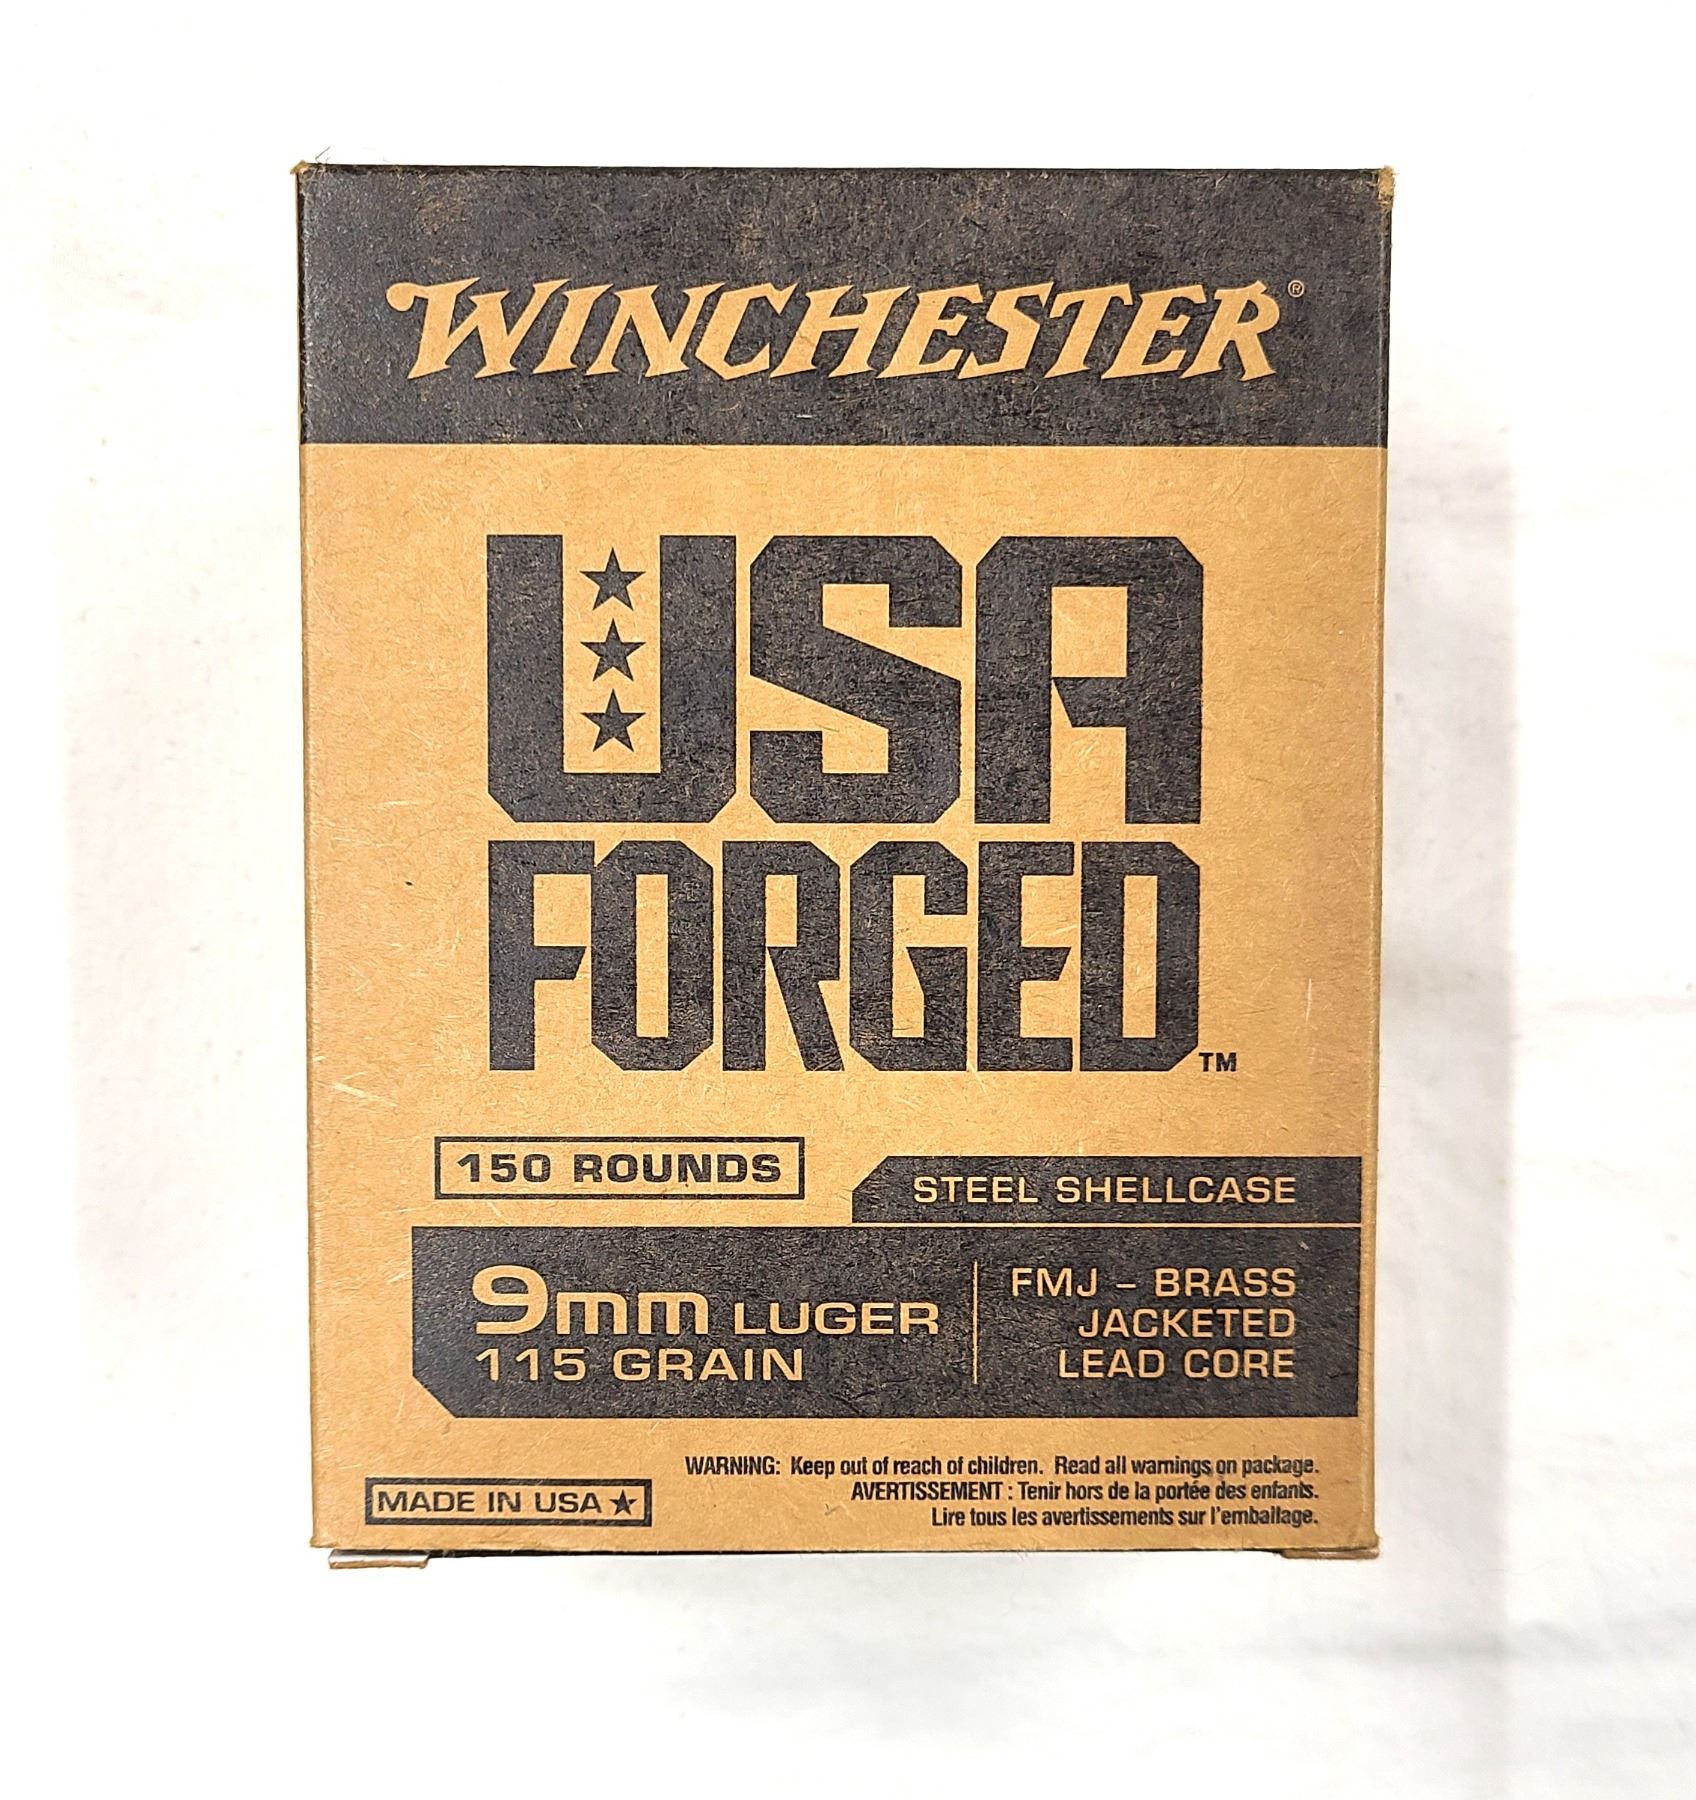 WINCHESTER®
USA
FORGED™
150 ROUNDS
STEEL SHELLCASE
9mm LUGER
115 GRAIN
FMJ – BRASS
JACKETED
LEAD CORE
WARNING: Keep out of reach of children. Read all warnings on package.
AVERTISSEMENT : Tenir hors de la portée des enfants.
Lire tous les avertissements sur l'emballage.
MADE IN USA ★